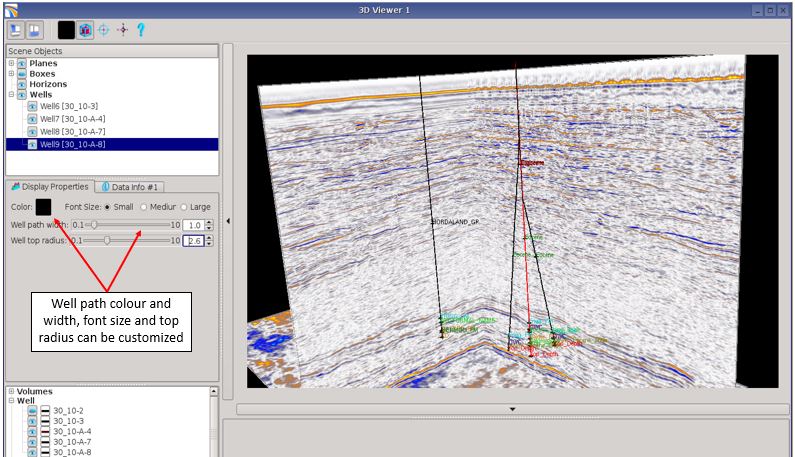 3D Viewer 1
Scene Objects
Planes
Boxes
Horizons
Wells
Well6 [30_10-3]
Well7 [30_10-A-4]
Well8 [30_10-A-7]
Well9 [30_10-A-8]
Display Properties
Data info #1
Color:
Font Size:
Small
Mediur
Large
Well path width:
0.1
10
1.0
Well top radius:
0.1
10
2.6
Well path colour and
width, font size and top
radius can be customized
Volumes
Well
30_10-2
30_10-3
30_10-A-4
30_10-A-7
30_10-A-8
NORDALAND_GP.
Eocene
Eocene